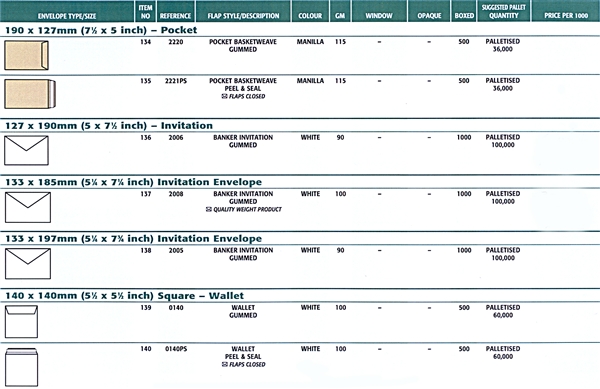 ENVELOPE TYPE/SIZE ITEM NO REFERENCE FLAP STYLE/DESCRIPTION COLOUR GM WINDOW OPAQUE BOXED SUGGESTED PALLET QUANTITY PRICE PER 1000
190 x 127mm (7½ x 5 inch) – Pocket
134 2220 POCKET BASKETWEAVE MANILLA 115 – – 500 PALLETISED
GUMMED 36,000
135 2221PS POCKET BASKETWEAVE MANILLA 115 – – 500 PALLETISED
PEEL & SEAL 36,000
FLAPS CLOSED
127 x 190mm (5 x 7½ inch) – Invitation
136 2006 BANKER INVITATION WHITE 90 – – 1000 PALLETISED
GUMMED 100,000
133 x 185mm (5¼ x 7¼ inch) Invitation Envelope
137 2008 BANKER INVITATION WHITE 100 – – 1000 PALLETISED
GUMMED 100,000
QUALITY WEIGHT PRODUCT
133 x 197mm (5¼ x 7¾ inch) Invitation Envelope
138 2005 BANKER INVITATION WHITE 90 – – 1000 PALLETISED
GUMMED 100,000
140 x 140mm (5½ x 5½ inch) Square – Wallet
139 0140 WALLET WHITE 100 – – 500 PALLETISED
GUMMED 60,000
140 0140PS WALLET WHITE 100 – – 500 PALLETISED
PEEL & SEAL 60,000
FLAPS CLOSED